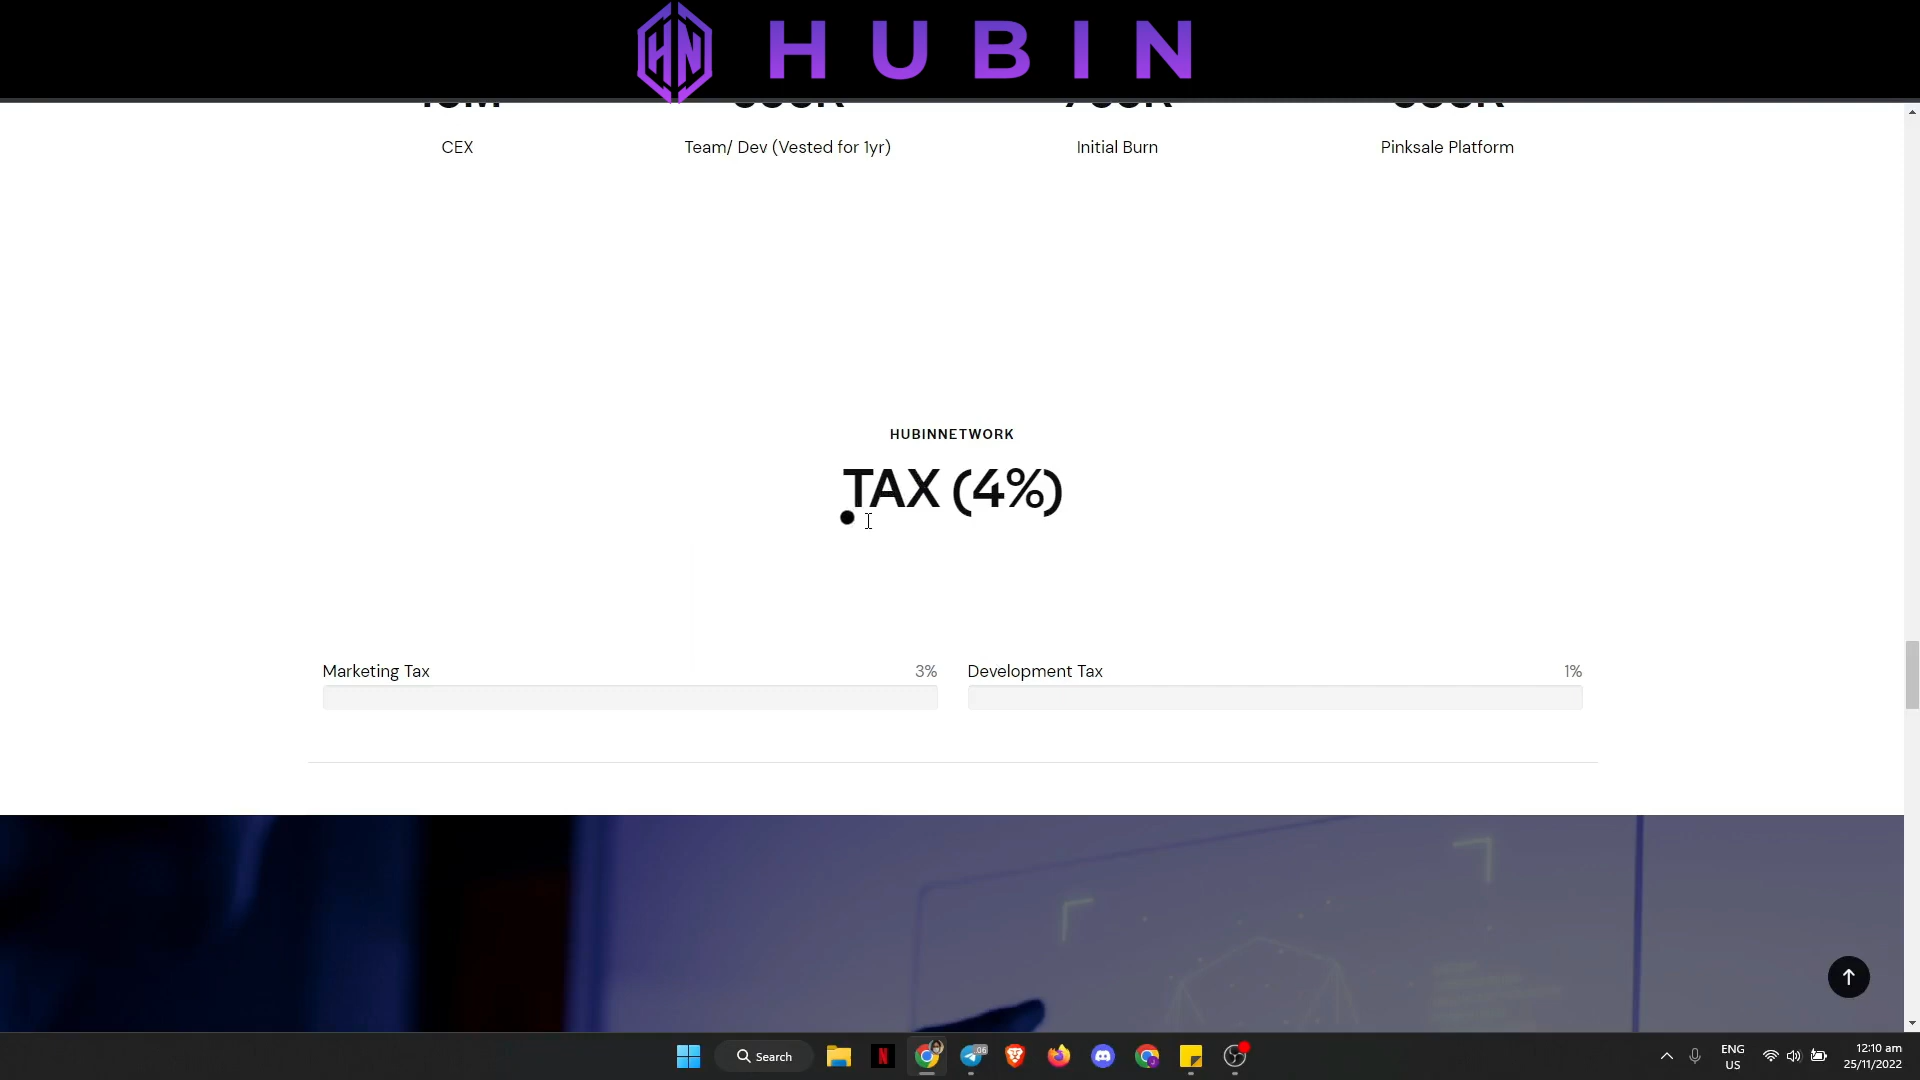 HUBIN
CEX
Team/ Dev (Vested for 1yr)
Initial Burn
Pinksale Platform
HUBINNETWORK
TAX (4%)
Marketing Tax 3%
Development Tax 1%
Search
ENG
US
12:10 am
25/11/2022